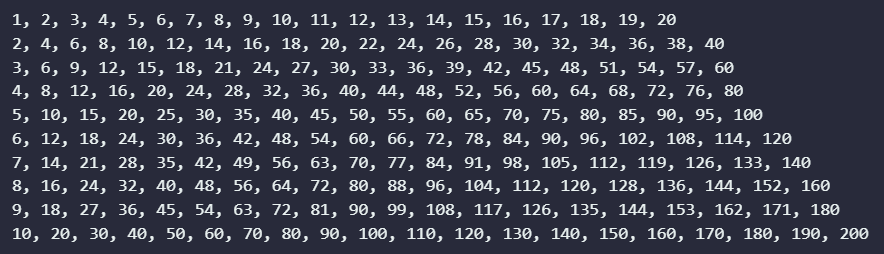 1, 2, 3, 4, 5, 6, 7, 8, 9, 10, 11, 12, 13, 14, 15, 16, 17, 18, 19, 20
2, 4, 6, 8, 10, 12, 14, 16, 18, 20, 22, 24, 26, 28, 30, 32, 34, 36, 38, 40
3, 6, 9, 12, 15, 18, 21, 24, 27, 30, 33, 36, 39, 42, 45, 48, 51, 54, 57, 60
4, 8, 12, 16, 20, 24, 28, 32, 36, 40, 44, 48, 52, 56, 60, 64, 68, 72, 76, 80
5, 10, 15, 20, 25, 30, 35, 40, 45, 50, 55, 60, 65, 70, 75, 80, 85, 90, 95, 100
6, 12, 18, 24, 30, 36, 42, 48, 54, 60, 66, 72, 78, 84, 90, 96, 102, 108, 114, 120
7, 14, 21, 28, 35, 42, 49, 56, 63, 70, 77, 84, 91, 98, 105, 112, 119, 126, 133, 140
8, 16, 24, 32, 40, 48, 56, 64, 72, 80, 88, 96, 104, 112, 120, 128, 136, 144, 152, 160
9, 18, 27, 36, 45, 54, 63, 72, 81, 90, 99, 108, 117, 126, 135, 144, 153, 162, 171, 180
10, 20, 30, 40, 50, 60, 70, 80, 90, 100, 110, 120, 130, 140, 150, 160, 170, 180, 190, 200